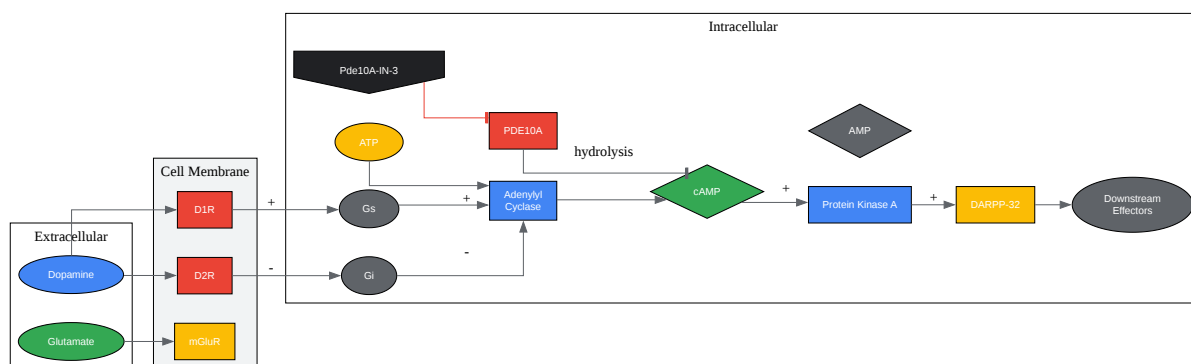 Intracellular
Pde10A-IN-3
PDE10A
AMP
ATP
hydrolysis
Cell Membrane
Adenylyl
Cyclase
cAMP
+
D1R
+
Gs
+
Protein Kinase A
+
DARPP-32
Downstream
Effectors
Extracellular
Dopamine
D2R
-
Gi
-
Glutamate
mGluR